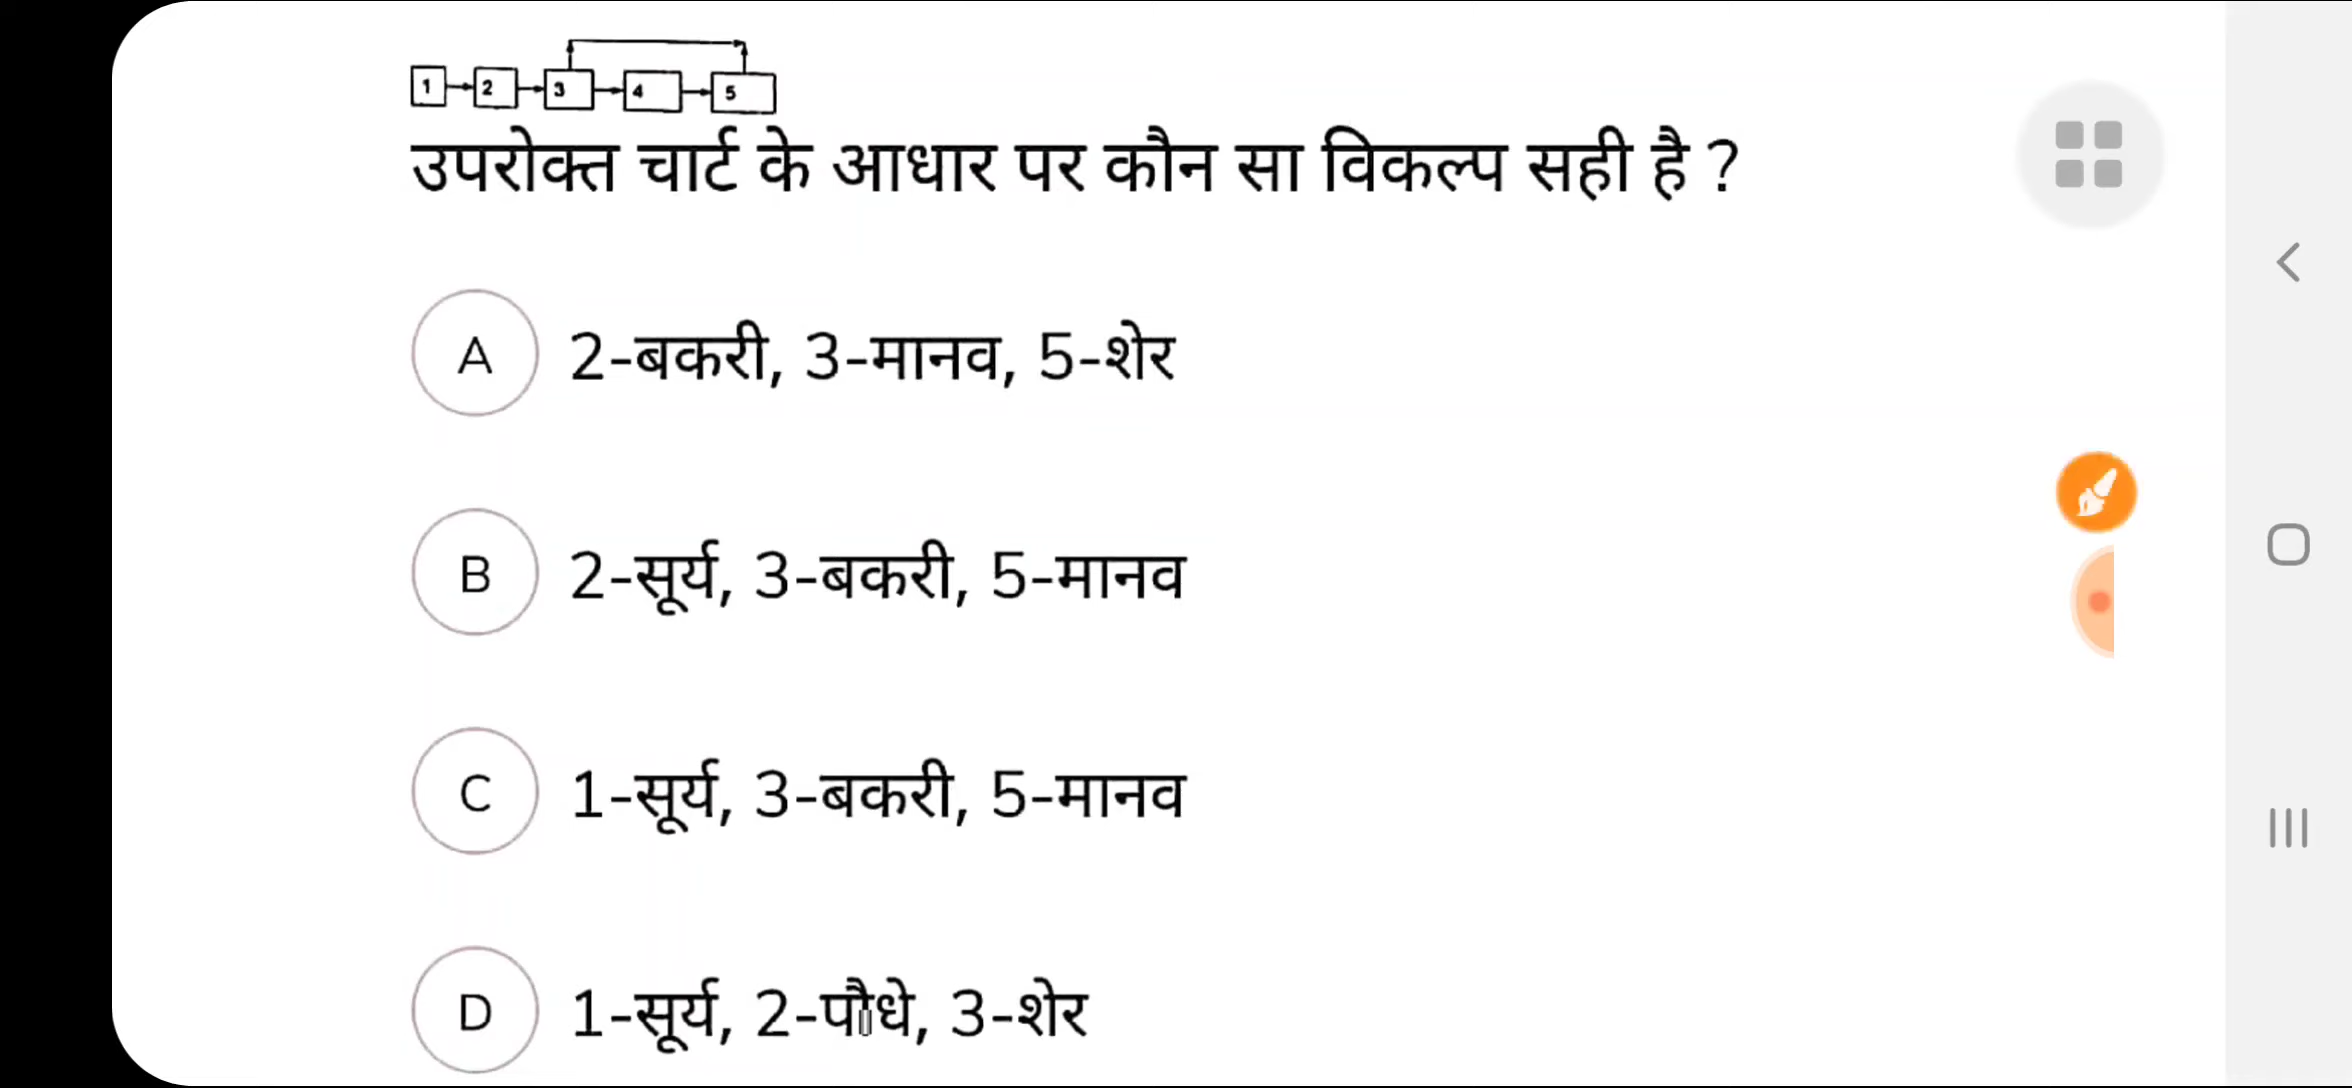 1 2 3 4 5
उपरोक्त चार्ट के आधार पर कौन सा विकल्प सही है ?
A 2-बकरी, 3-मानव, 5-शेर
B 2-सूर्य, 3-बकरी, 5-मानव
C 1-सूर्य, 3-बकरी, 5-मानव
D 1-सूर्य, 2-पौधे, 3-शेर